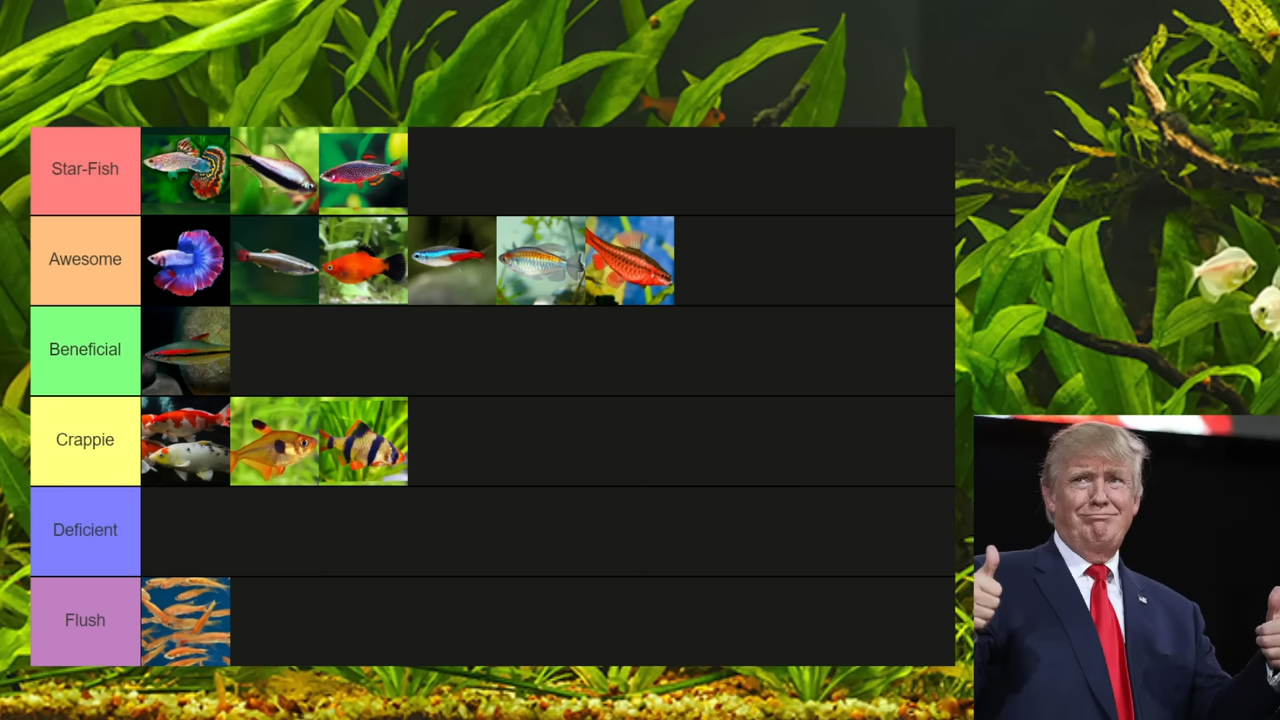 Star-Fish
Awesome
Beneficial
Crappie
Deficient
Flush